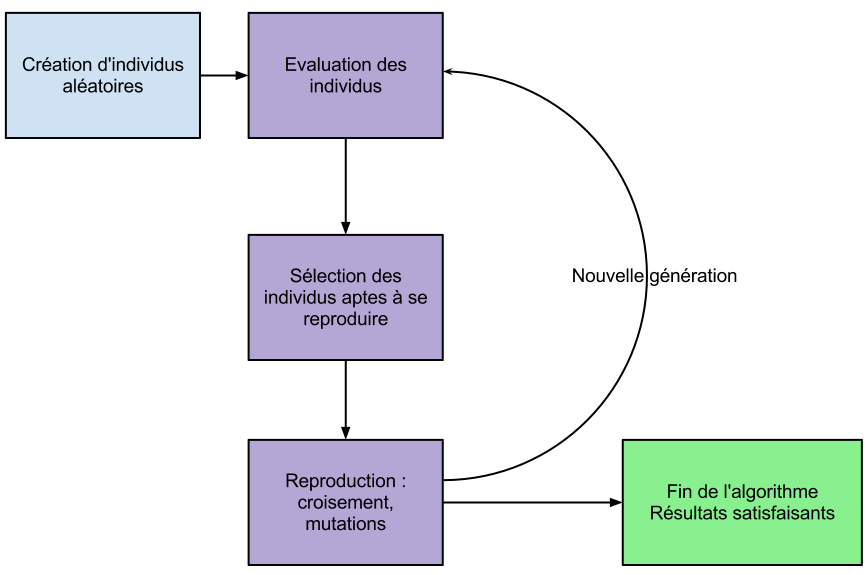 Création d'individus
aléatoires
Evaluation des
individus
Sélection des
individus aptes à se
reproduire
Nouvelle génération
Reproduction :
croisement,
mutations
Fin de l'algorithme
Résultats satisfaisants